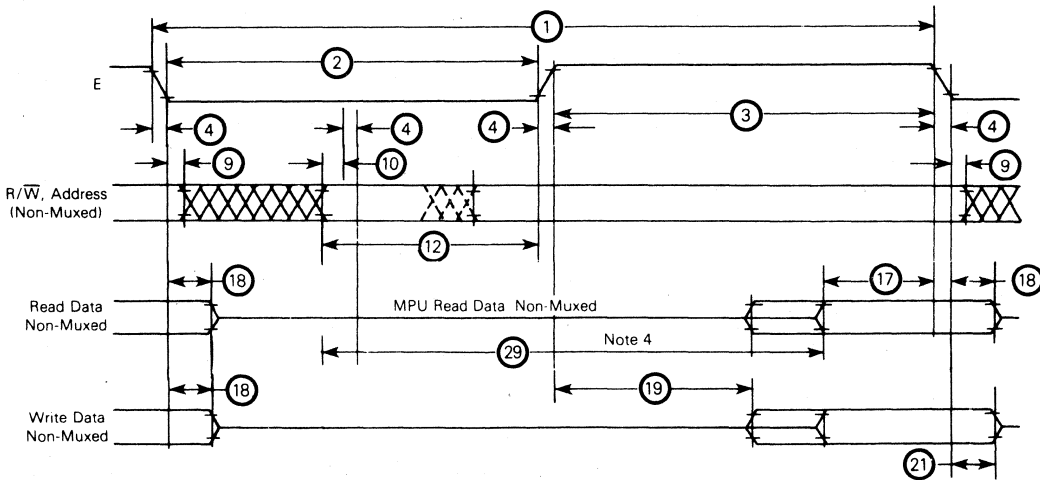 1
2
E
3
4
4
4
4
9
10
9
R/W̅, Address
(Non-Muxed)
12
18
17
18
Read Data
Non-Muxed
MPU Read Data Non-Muxed
Note 4
29
18
19
Write Data
Non-Muxed
21